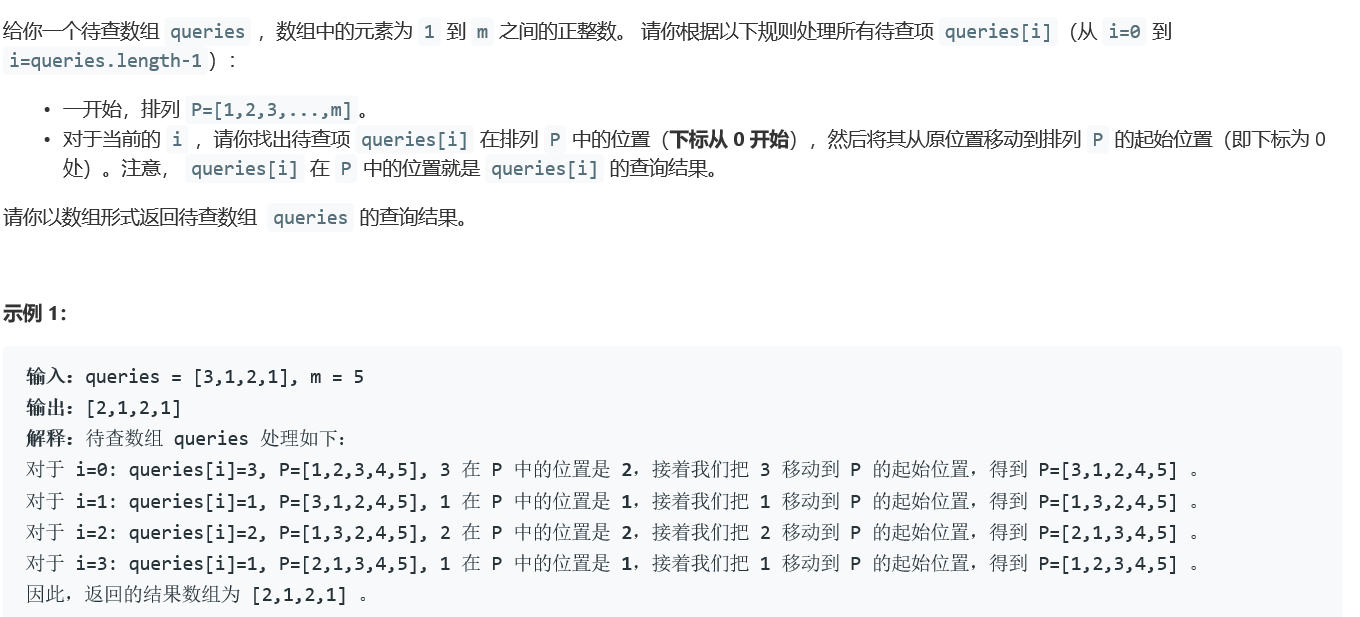 给你一个待查数组 queries ，数组中的元素为 1 到 m 之间的正整数。 请你根据以下规则处理所有待查项 queries[i]（从 i=0 到
i=queries.length-1）：
• 一开始，排列 P=[1,2,3,...,m]。
• 对于当前的 i ，请你找出待查项 queries[i] 在排列 P 中的位置（下标从 0 开始），然后将其从原位置移动到排列 P 的起始位置（即下标为 0
处）。注意， queries[i] 在 P 中的位置就是 queries[i] 的查询结果。
请你以数组形式返回待查数组 queries 的查询结果。
示例 1：
输入：queries = [3,1,2,1], m = 5
输出：[2,1,2,1]
解释：待查数组 queries 处理如下：
对于 i=0: queries[i]=3, P=[1,2,3,4,5], 3 在 P 中的位置是 2，接着我们把 3 移动到 P 的起始位置，得到 P=[3,1,2,4,5] 。
对于 i=1: queries[i]=1, P=[3,1,2,4,5], 1 在 P 中的位置是 1，接着我们把 1 移动到 P 的起始位置，得到 P=[1,3,2,4,5] 。
对于 i=2: queries[i]=2, P=[1,3,2,4,5], 2 在 P 中的位置是 2，接着我们把 2 移动到 P 的起始位置，得到 P=[2,1,3,4,5] 。
对于 i=3: queries[i]=1, P=[2,1,3,4,5], 1 在 P 中的位置是 1，接着我们把 1 移动到 P 的起始位置，得到 P=[1,2,3,4,5] 。
因此，返回的结果数组为 [2,1,2,1] 。